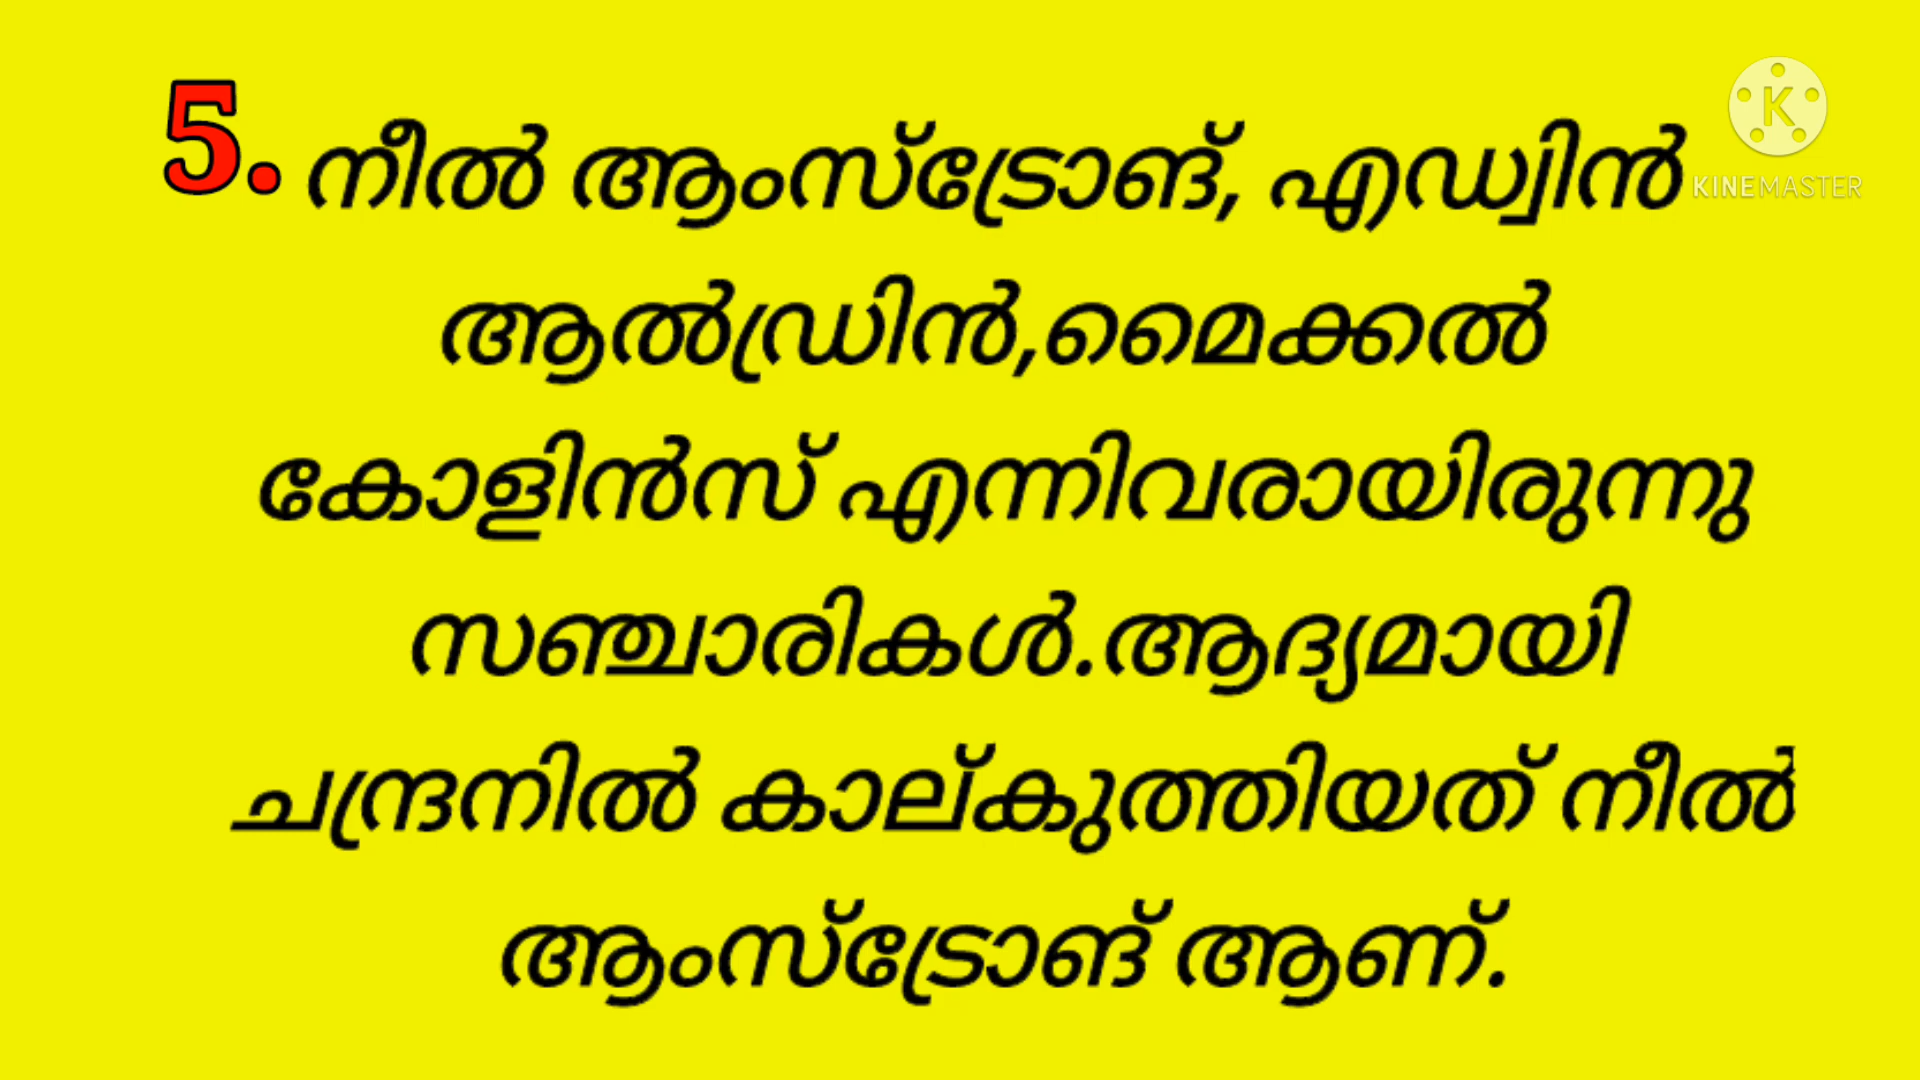 5. നീൽ ആംസ്ട്രോങ്, എഡ്വിൻ
ആൽഡ്രിൻ,മൈക്കൽ
കോളിൻസ് എന്നിവരായിരുന്നു
സഞ്ചാരികൾ.ആദ്യമായി
ചന്ദ്രനിൽ കാല്കുത്തിയത് നീൽ
ആംസ്ട്രോങ് ആണ്.
K
KINEMASTER